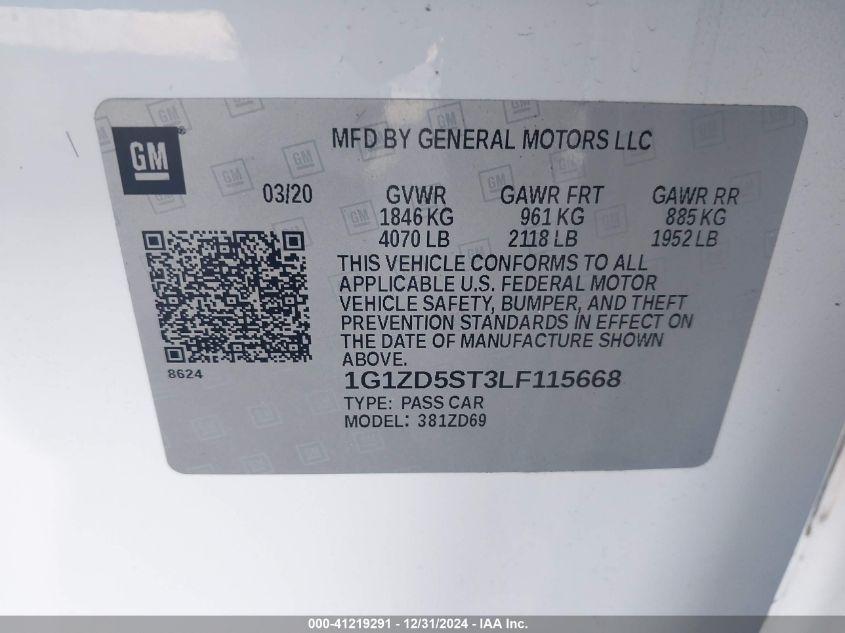 GM
MFD BY GENERAL MOTORS LLC
03/20 GVWR GAWR FRT GAWR RR
1846 KG 961 KG 885 KG
4070 LB 2118 LB 1952 LB
THIS VEHICLE CONFORMS TO ALL
APPLICABLE U.S. FEDERAL MOTOR
VEHICLE SAFETY, BUMPER, AND THEFT
PREVENTION STANDARDS IN EFFECT ON
THE DATE OF MANUFACTURE SHOWN
ABOVE.
8624
1G1ZD5ST3LF115668
TYPE: PASS CAR
MODEL: 381ZD69
000-41219291 - 12/31/2024 - IAA Inc.